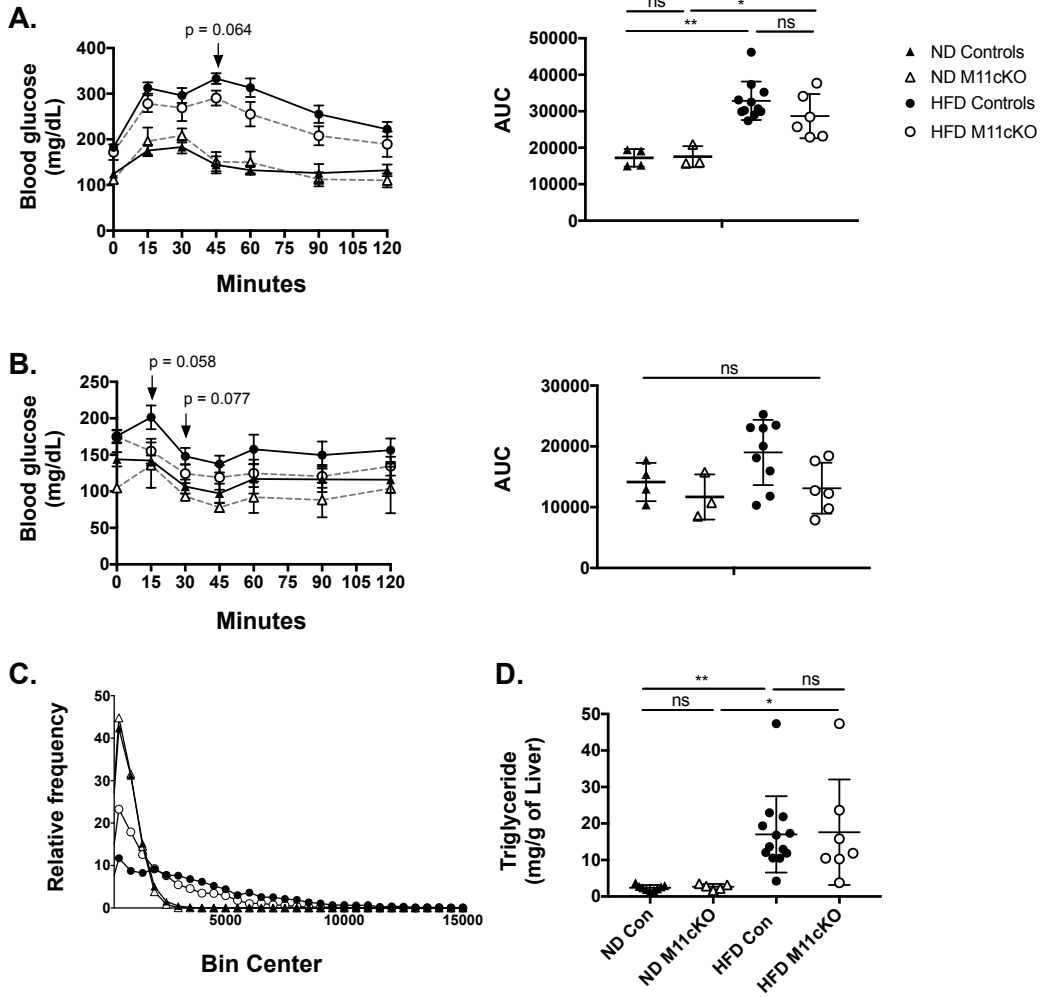 A.
p = 0.064
400
300
200
100
0
Blood glucose
(mg/dL)
0 15 30 45 60 75 90 105 120
Minutes
ns *
** ns
50000
40000
30000
20000
10000
0
AUC
ND Controls
ND M11cKO
HFD Controls
HFD M11cKO
B.
p = 0.058
p = 0.077
250
200
150
100
50
0
Blood glucose
(mg/dL)
0 15 30 45 60 75 90 105 120
Minutes
ns
30000
20000
10000
0
AUC
C.
50
40
30
20
10
0
Relative frequency
5000 10000 15000
Bin Center
D.
** ns
ns *
50
40
30
20
10
0
Triglyceride
(mg/g of Liver)
ND Con
ND M11cKO
HFD Con
HFD M11cKO